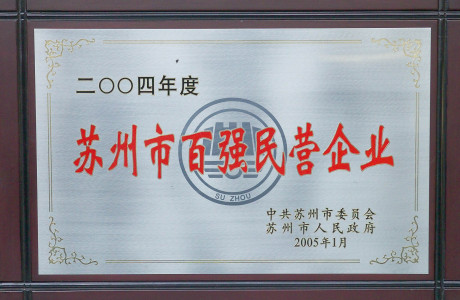 二〇〇四年度
苏州市百强民营企业
SU ZHOU
中共苏州市委员会
苏州市人民政府
2005年1月